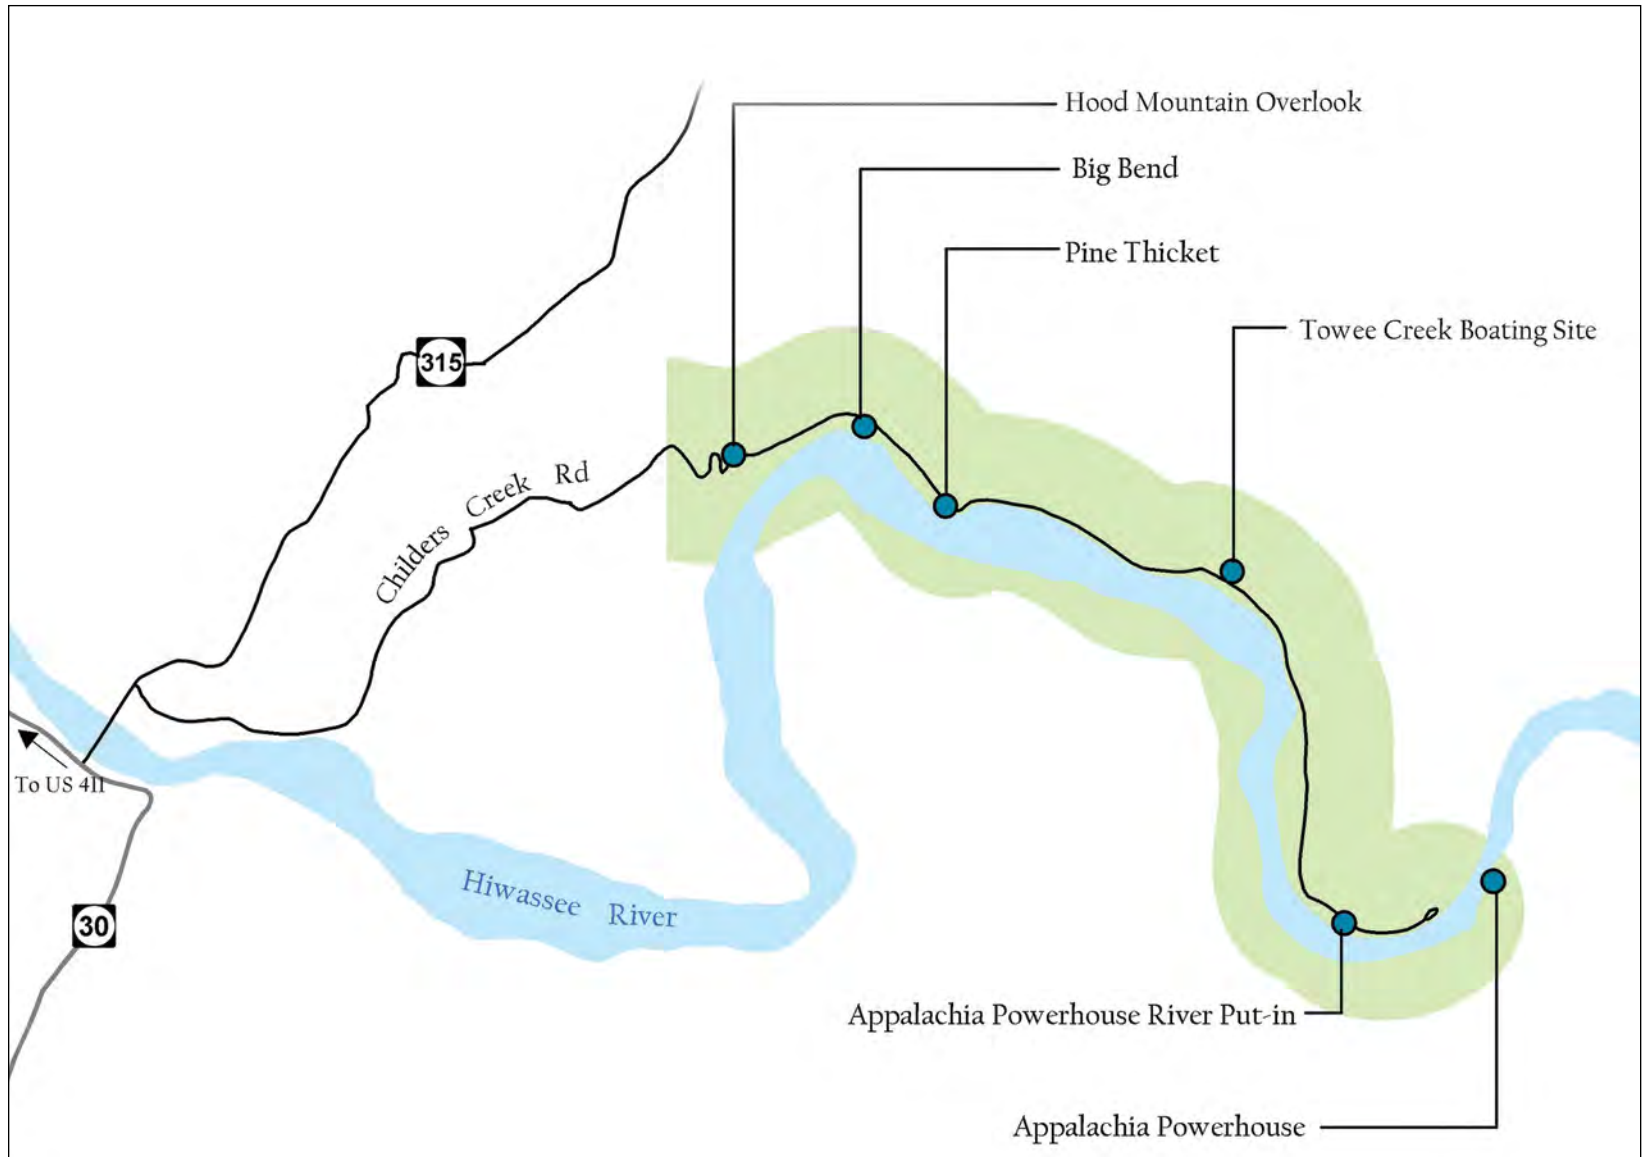 Hood Mountain Overlook
Big Bend
Pine Thicket
Towee Creek Boating Site
315
Childers Creek Rd
To US 411
Hiwassee River
30
Appalachia Powerhouse River Put-in
Appalachia Powerhouse